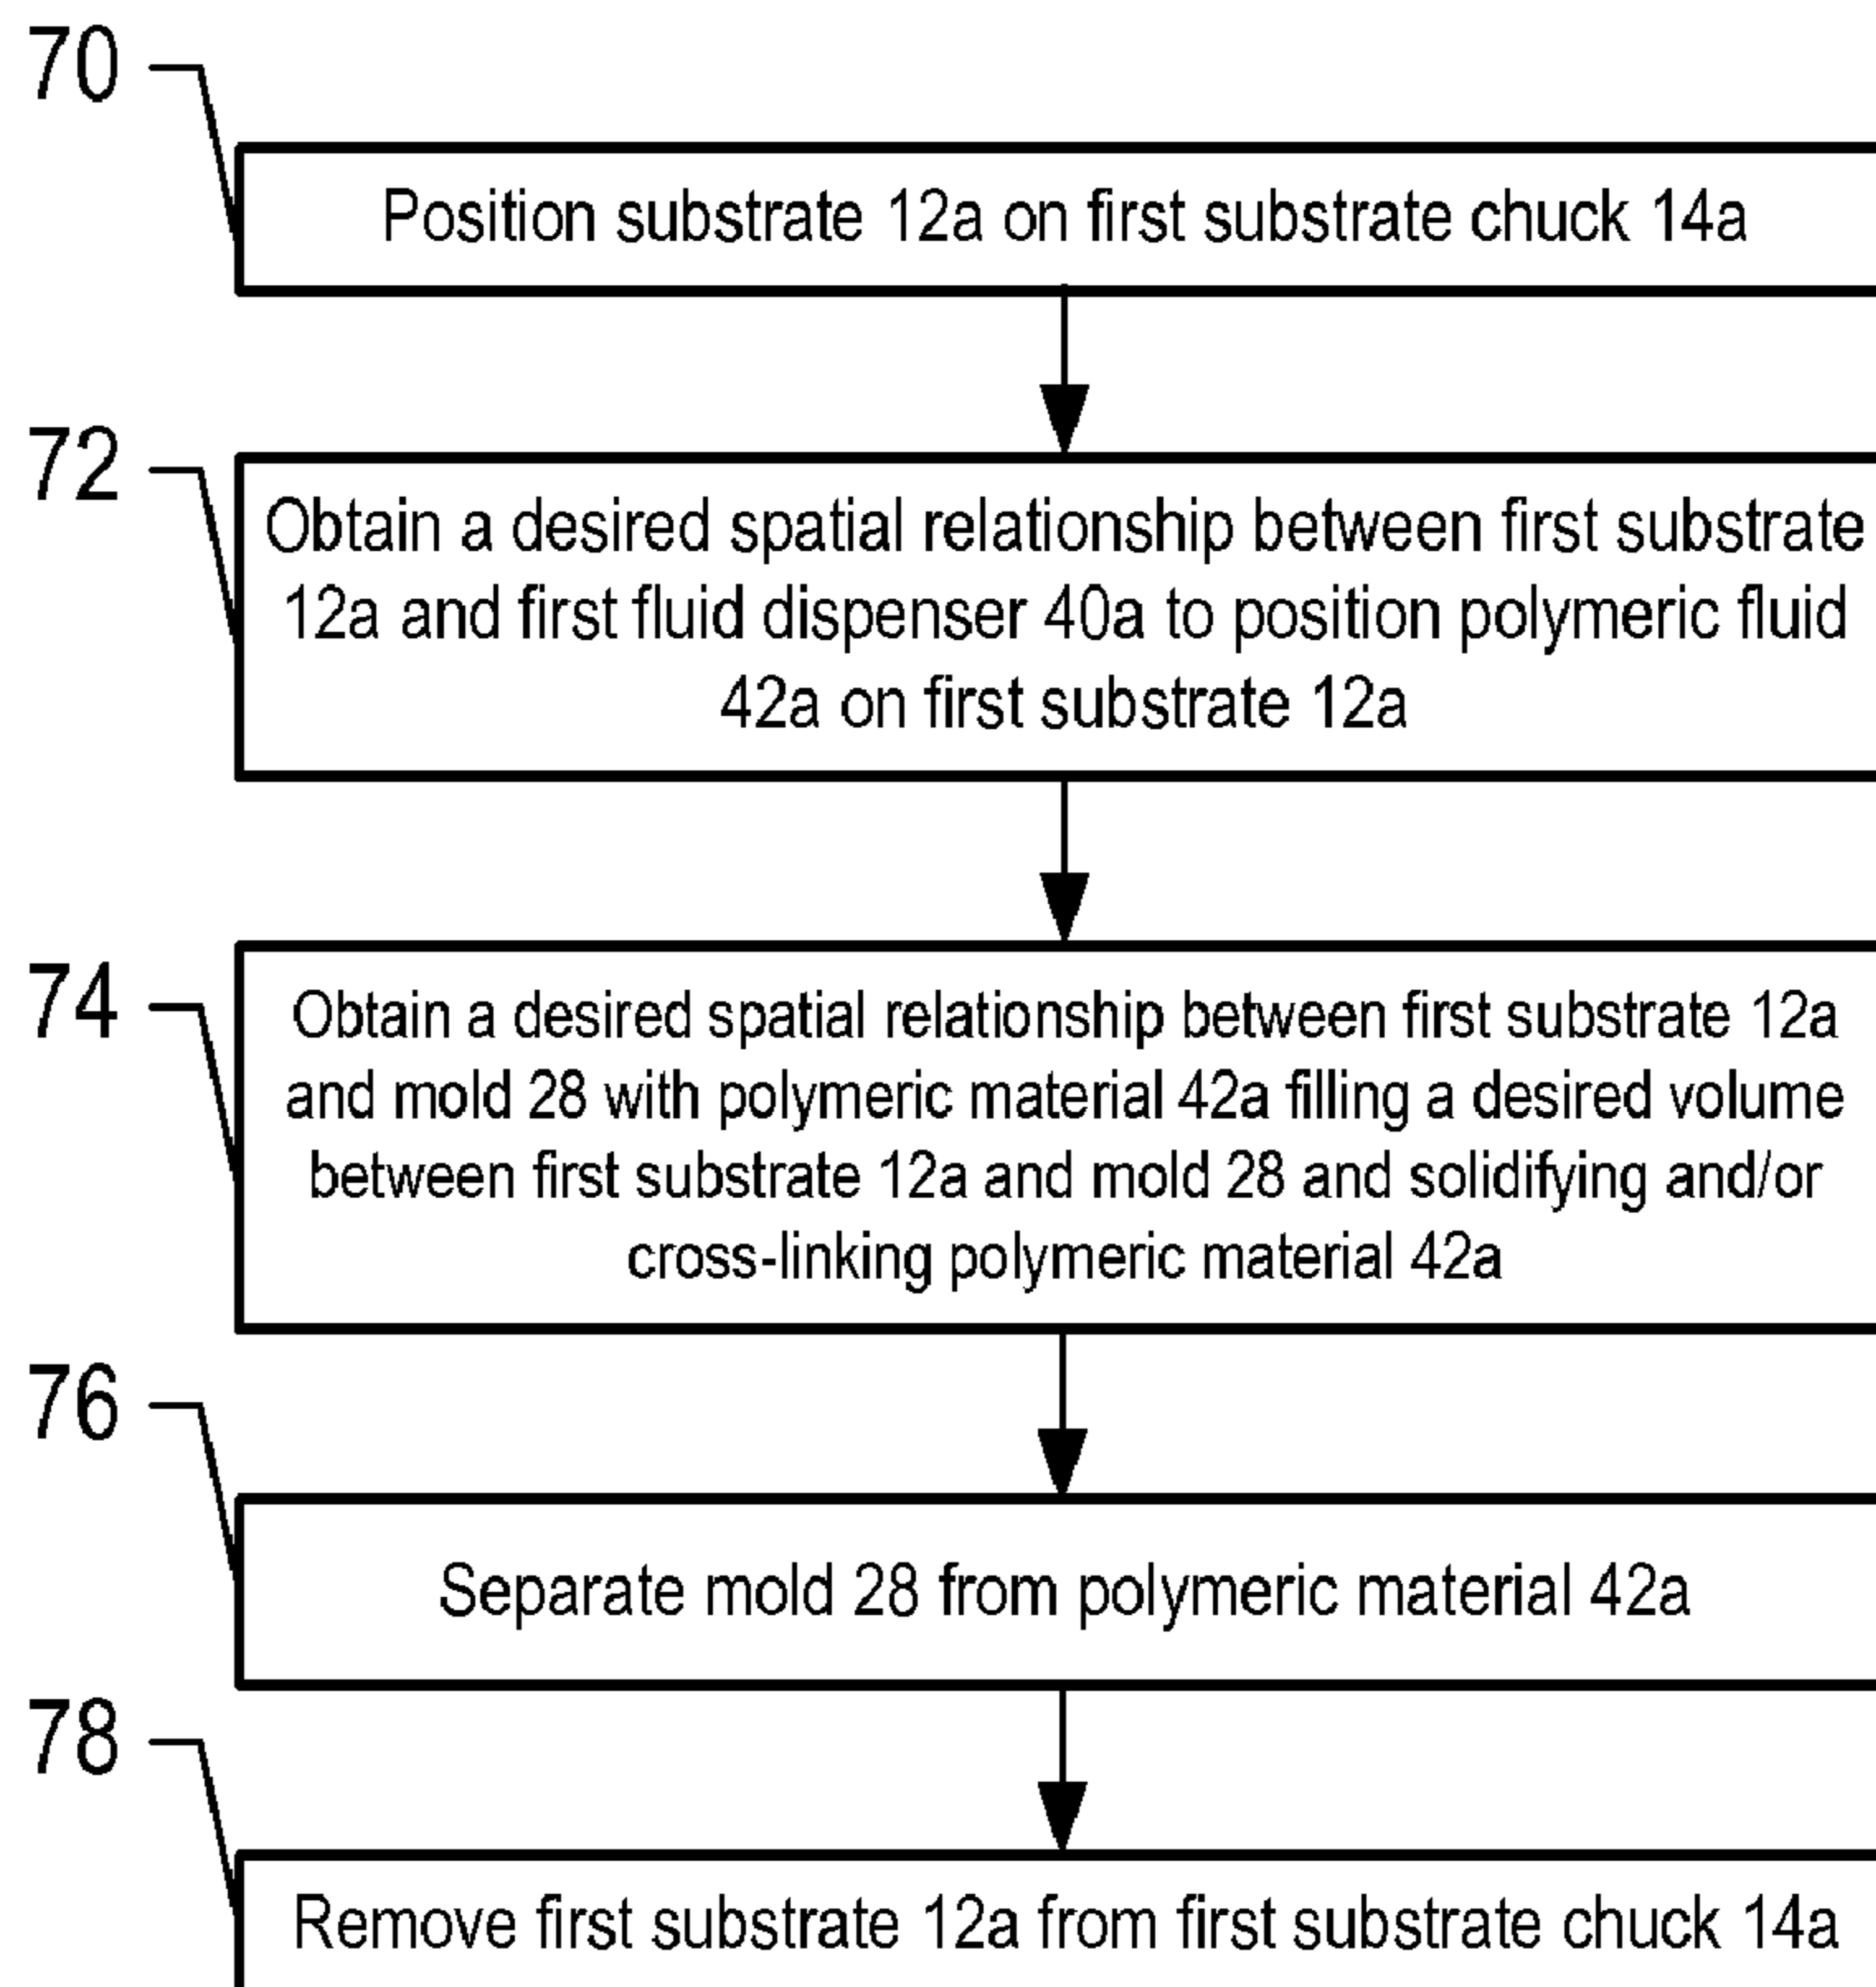 70
Position substrate 12a on first substrate chuck 14a
72
Obtain a desired spatial relationship between first substrate
12a and first fluid dispenser 40a to position polymeric fluid
42a on first substrate 12a
74
Obtain a desired spatial relationship between first substrate 12a
and mold 28 with polymeric material 42a filling a desired volume
between first substrate 12a and mold 28 and solidifying and/or
cross-linking polymeric material 42a
76
Separate mold 28 from polymeric material 42a
78
Remove first substrate 12a from first substrate chuck 14a